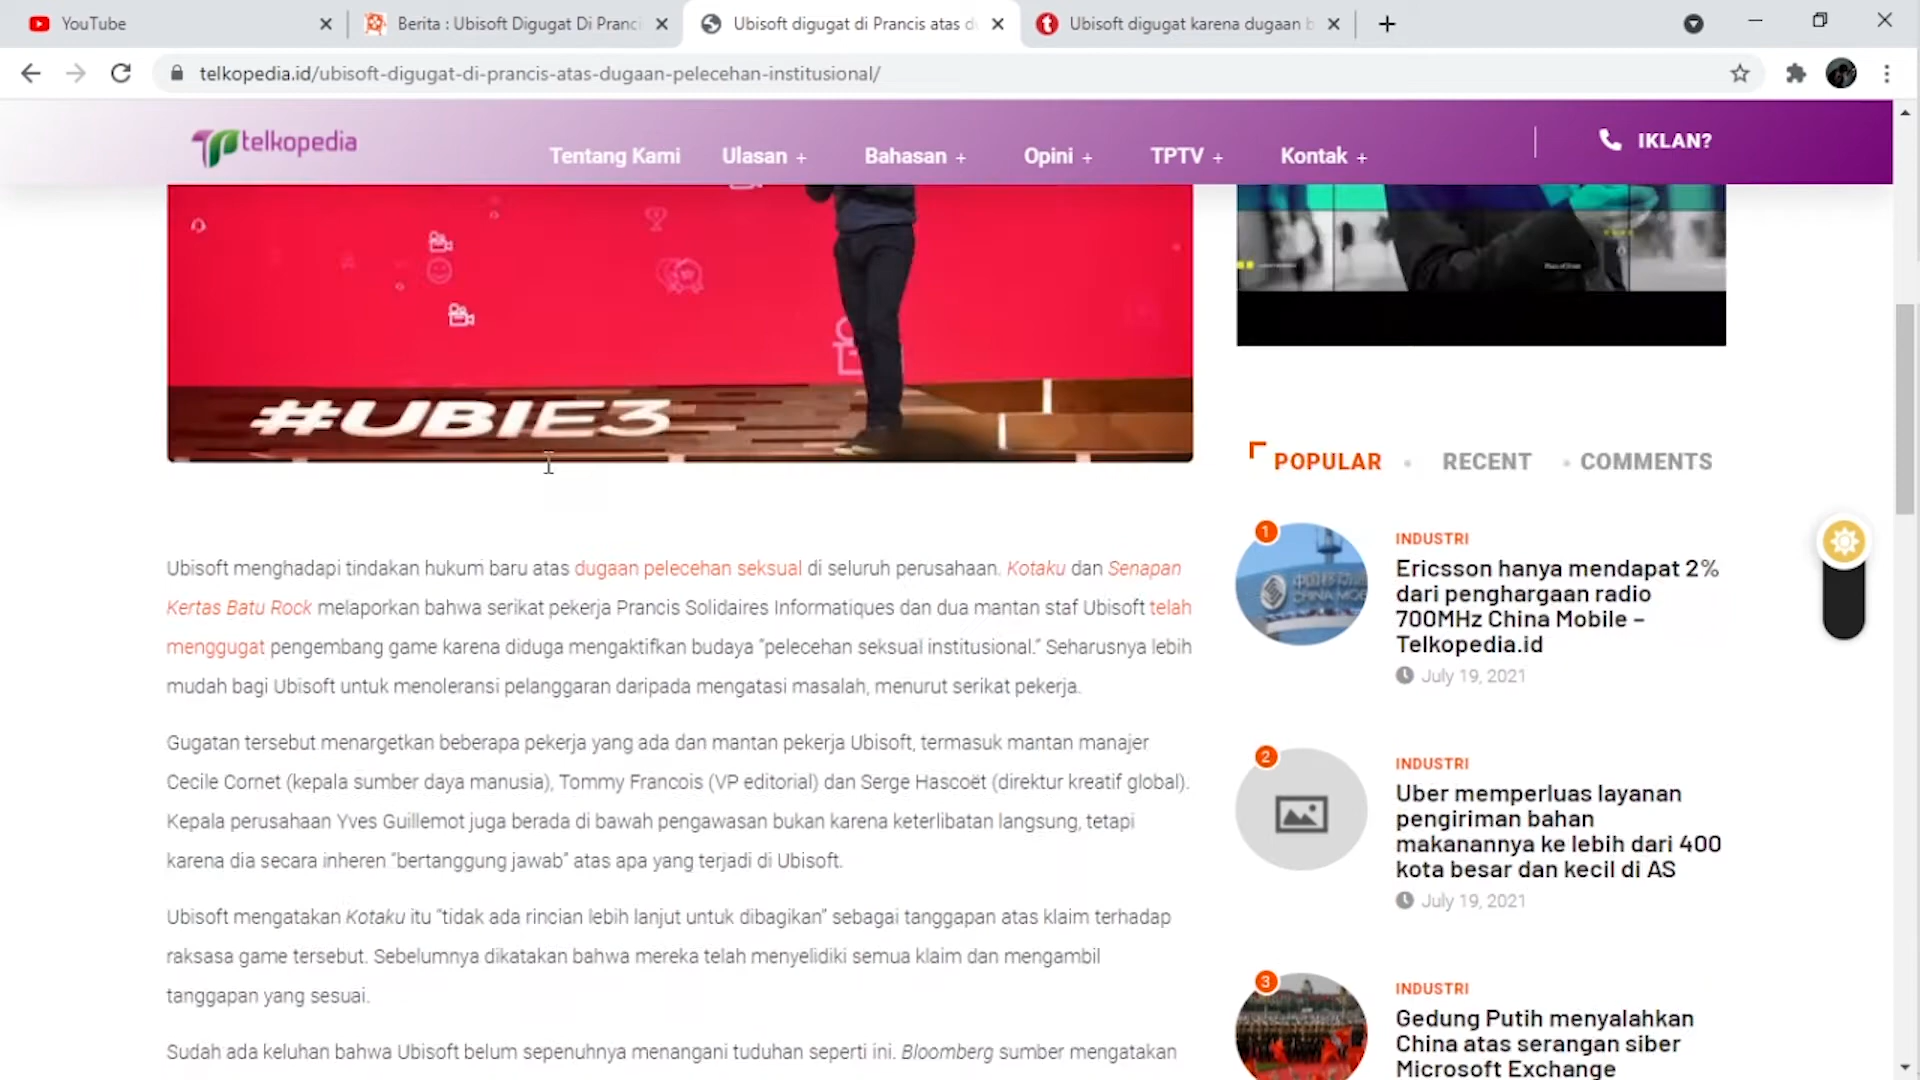 YouTube
Berita : Ubisoft Digugat Di Pranci
Ubisoft digugat di Prancis atas d
Ubisoft digugat karena dugaan b
telkopedia.id/ubisoft-digugat-di-prancis-atas-dugaan-pelecehan-institusional/
telkopedia
Tentang Kami
Ulasan +
Bahasan +
Opini +
TPTV +
Kontak +
IKLAN?
#UBIE3
Ubisoft menghadapi tindakan hukum baru atas dugaan pelecehan seksual di seluruh perusahaan. Kotaku dan Senapan
Kertas Batu Rock melaporkan bahwa serikat pekerja Prancis Solidaires Informatiques dan dua mantan staf Ubisoft telah
menggugat pengembang game karena diduga mengaktifkan budaya "pelecehan seksual institusional." Seharusnya lebih
mudah bagi Ubisoft untuk menoleransi pelanggaran daripada mengatasi masalah, menurut serikat pekerja.
Gugatan tersebut menargetkan beberapa pekerja yang ada dan mantan pekerja Ubisoft, termasuk mantan manajer
Cecile Cornet (kepala sumber daya manusia), Tommy Francois (VP editorial) dan Serge Hascoët (direktur kreatif global).
Kepala perusahaan Yves Guillemot juga berada di bawah pengawasan bukan karena keterlibatan langsung, tetapi
karena dia secara inheren "bertanggung jawab" atas apa yang terjadi di Ubisoft.
Ubisoft mengatakan Kotaku itu "tidak ada rincian lebih lanjut untuk dibagikan" sebagai tanggapan atas klaim terhadap
raksasa game tersebut. Sebelumnya dikatakan bahwa mereka telah menyelidiki semua klaim dan mengambil
tanggapan yang sesuai.
Sudah ada keluhan bahwa Ubisoft belum sepenuhnya menangani tuduhan seperti ini. Bloomberg sumber mengatakan
POPULAR
RECENT
COMMENTS
1
INDUSTRI
Ericsson hanya mendapat 2%
dari penghargaan radio
700MHz China Mobile –
Telkopedia.id
July 19, 2021
2
INDUSTRI
Uber memperluas layanan
pengiriman bahan
makanannya ke lebih dari 400
kota besar dan kecil di AS
July 19, 2021
3
INDUSTRI
Gedung Putih menyalahkan
China atas serangan siber
Microsoft Exchange